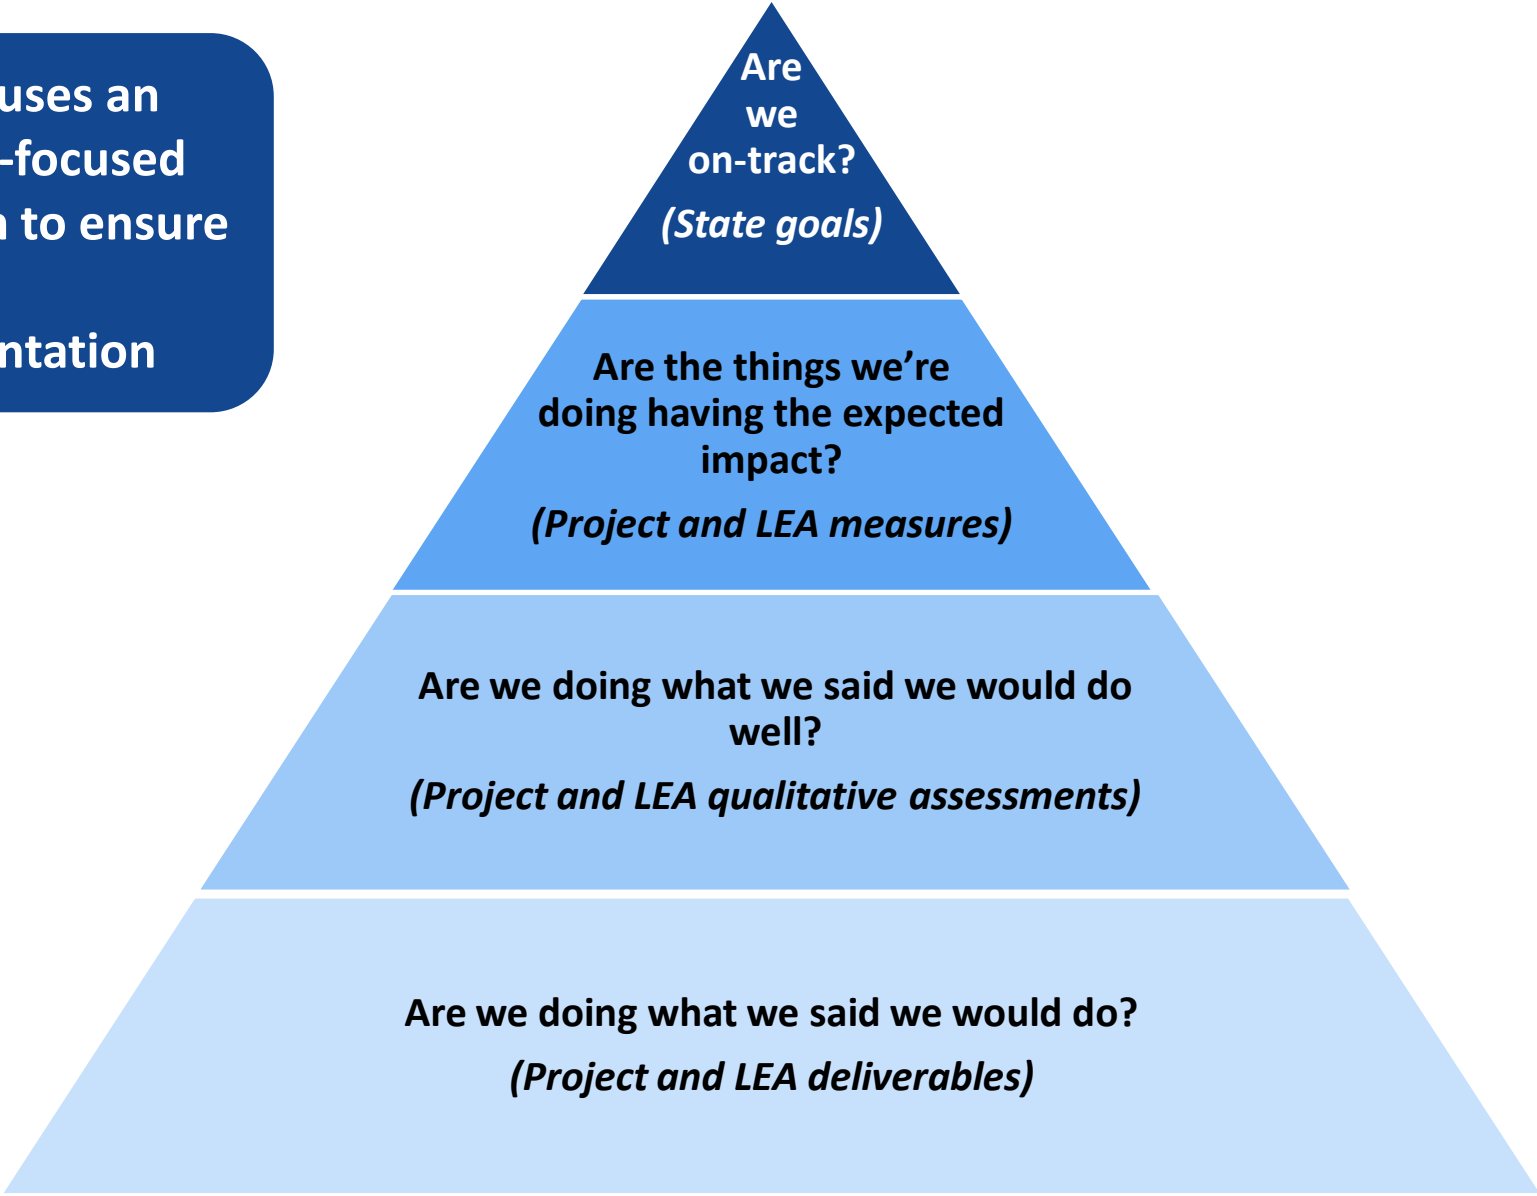 uses an
-focused
to ensure
ntation
Are
we
on-track?
(State goals)
Are the things we’re
doing having the expected
impact?
(Project and LEA measures)
Are we doing what we said we would do
well?
(Project and LEA qualitative assessments)
Are we doing what we said we would do?
(Project and LEA deliverables)